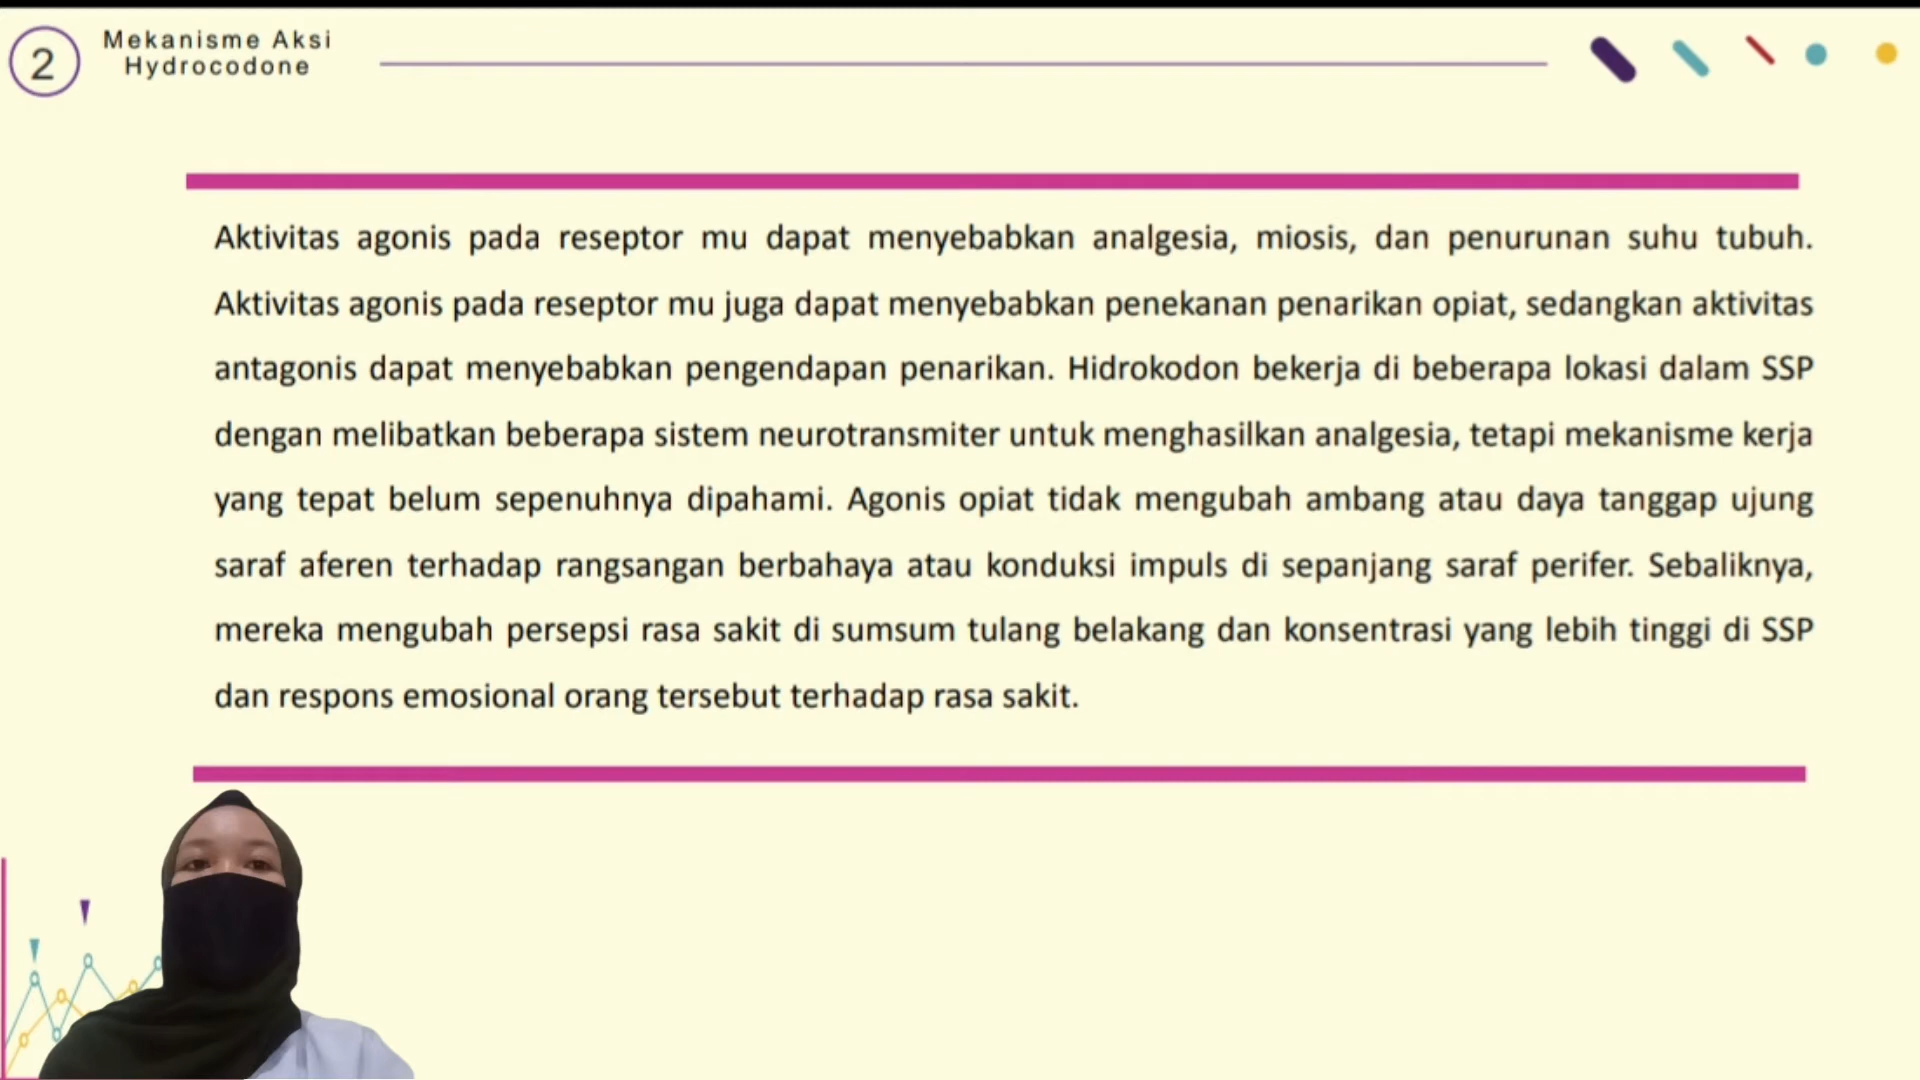 2
Mekanisme Aksi
Hydrocodone
Aktivitas agonis pada reseptor mu dapat menyebabkan analgesia, miosis, dan penurunan suhu tubuh.
Aktivitas agonis pada reseptor mu juga dapat menyebabkan penekanan penarikan opiat, sedangkan aktivitas
antagonis dapat menyebabkan pengendapan penarikan. Hidrokodon bekerja di beberapa lokasi dalam SSP
dengan melibatkan beberapa sistem neurotransmiter untuk menghasilkan analgesia, tetapi mekanisme kerja
yang tepat belum sepenuhnya dipahami. Agonis opiat tidak mengubah ambang atau daya tanggap ujung
saraf aferen terhadap rangsangan berbahaya atau konduksi impuls di sepanjang saraf perifer. Sebaliknya,
mereka mengubah persepsi rasa sakit di sumsum tulang belakang dan konsentrasi yang lebih tinggi di SSP
dan respons emosional orang tersebut terhadap rasa sakit.